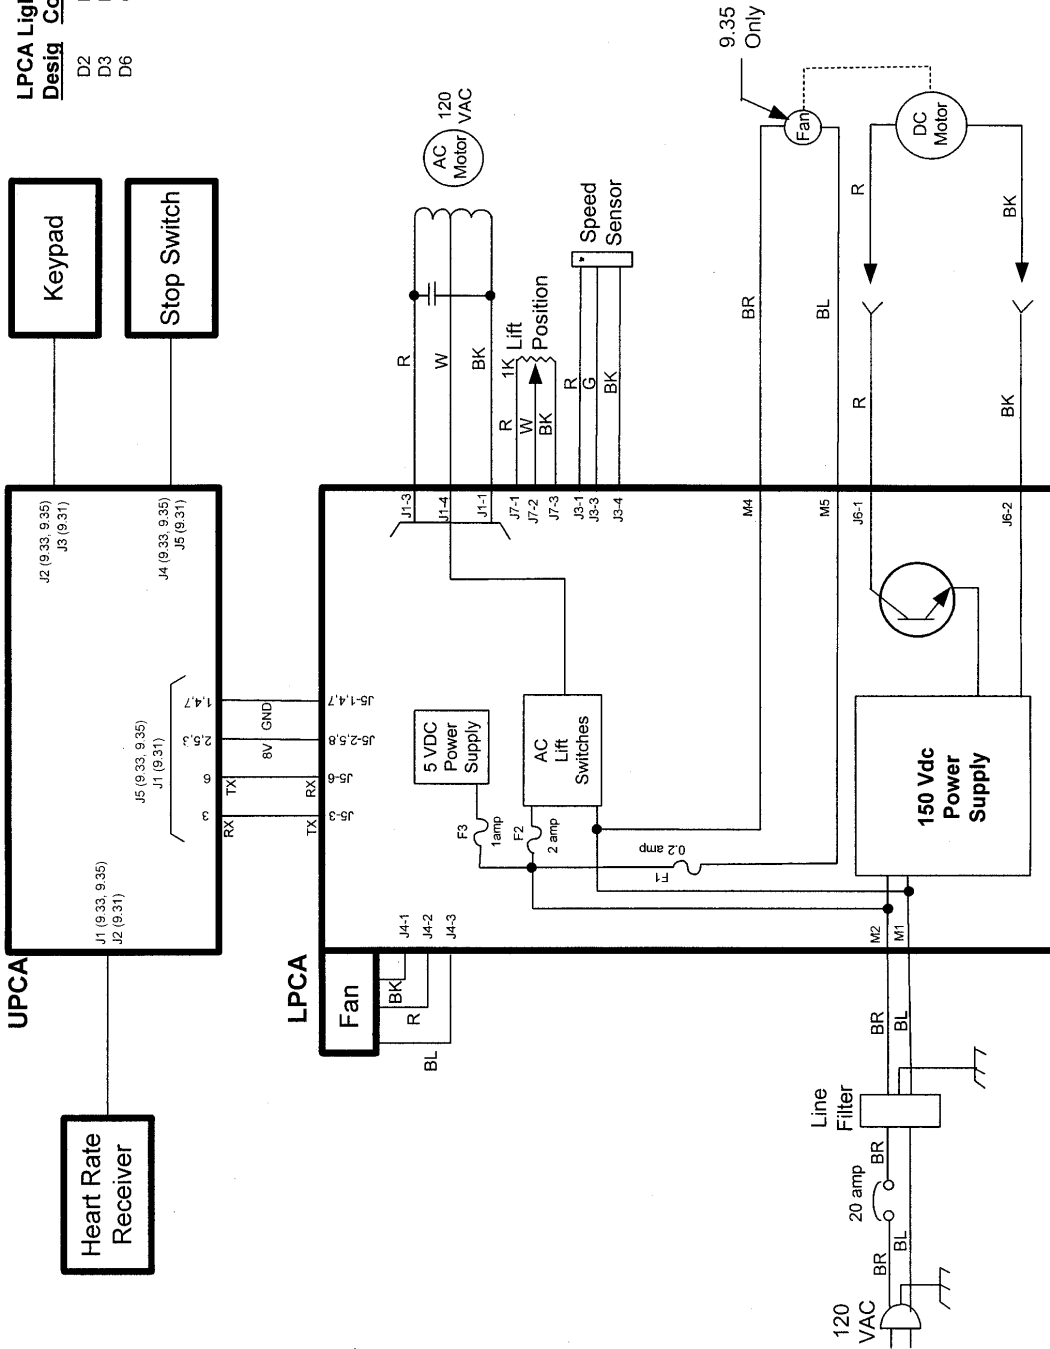 LPCA Ligh
Desig Co
D2
D3
D6
Keypad
Stop Switch
UPCA
J2 (9.33, 9.35)
J3 (9.31)
J4 (9.33, 9.35)
J5 (9.31)
J5 (9.33, 9.35)
J1 (9.31)
J1 (9.33, 9.35)
J2 (9.31)
3
6
2,5,3
1,4,7
RX
TX
8V
GND
TX
RX
J5-3
J5-6
J5-2,5,8
J5-1,4,7
Heart Rate
Receiver
LPCA
Fan
BK
R
BL
J4-1
J4-2
J4-3
5 VDC
Power
Supply
F3
1amp
AC
Lift
Switches
F2
2 amp
F1
0.2 amp
J1-3
J1-4
J1-1
R
W
BK
AC
Motor
120
VAC
J7-1
J7-2
J7-3
R
W
BK
1K
Lift
Position
J3-1
J3-3
J3-4
R
G
BK
Speed
Sensor
M4
BR
M5
BL
Fan
9.35
Only
J6-1
R
R
DC
Motor
J6-2
BK
BK
150 Vdc
Power
Supply
M2
M1
BR
BL
Line
Filter
BR
20 amp
BR
BL
120
VAC